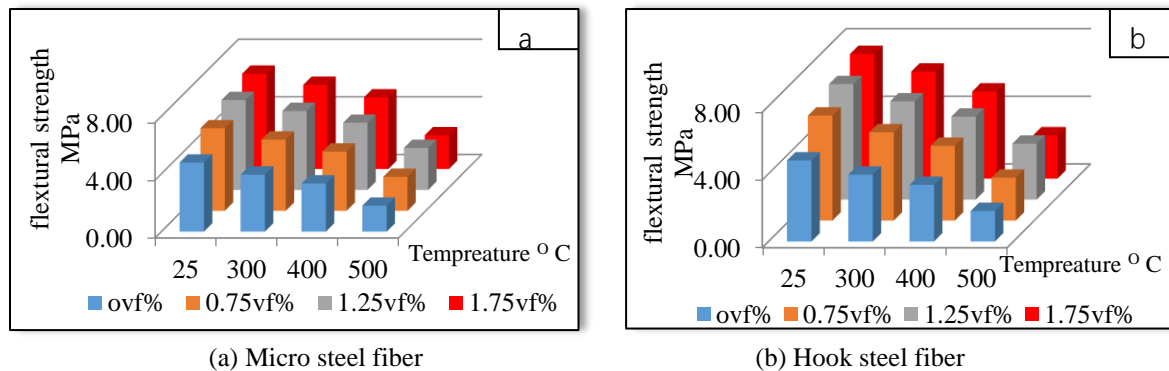 a
flextural strength
MPa
8.00
4.00
0.00
25 300 400 500
Tempreature O C
ovf% 0.75vf% 1.25vf% 1.75vf%
(a) Micro steel fiber
b
flextural strength
MPa
8.00
4.00
0.00
25 300 400 500
Tempreature O C
ovf% 0.75vf% 1.25vf% 1.75vf%
(b) Hook steel fiber